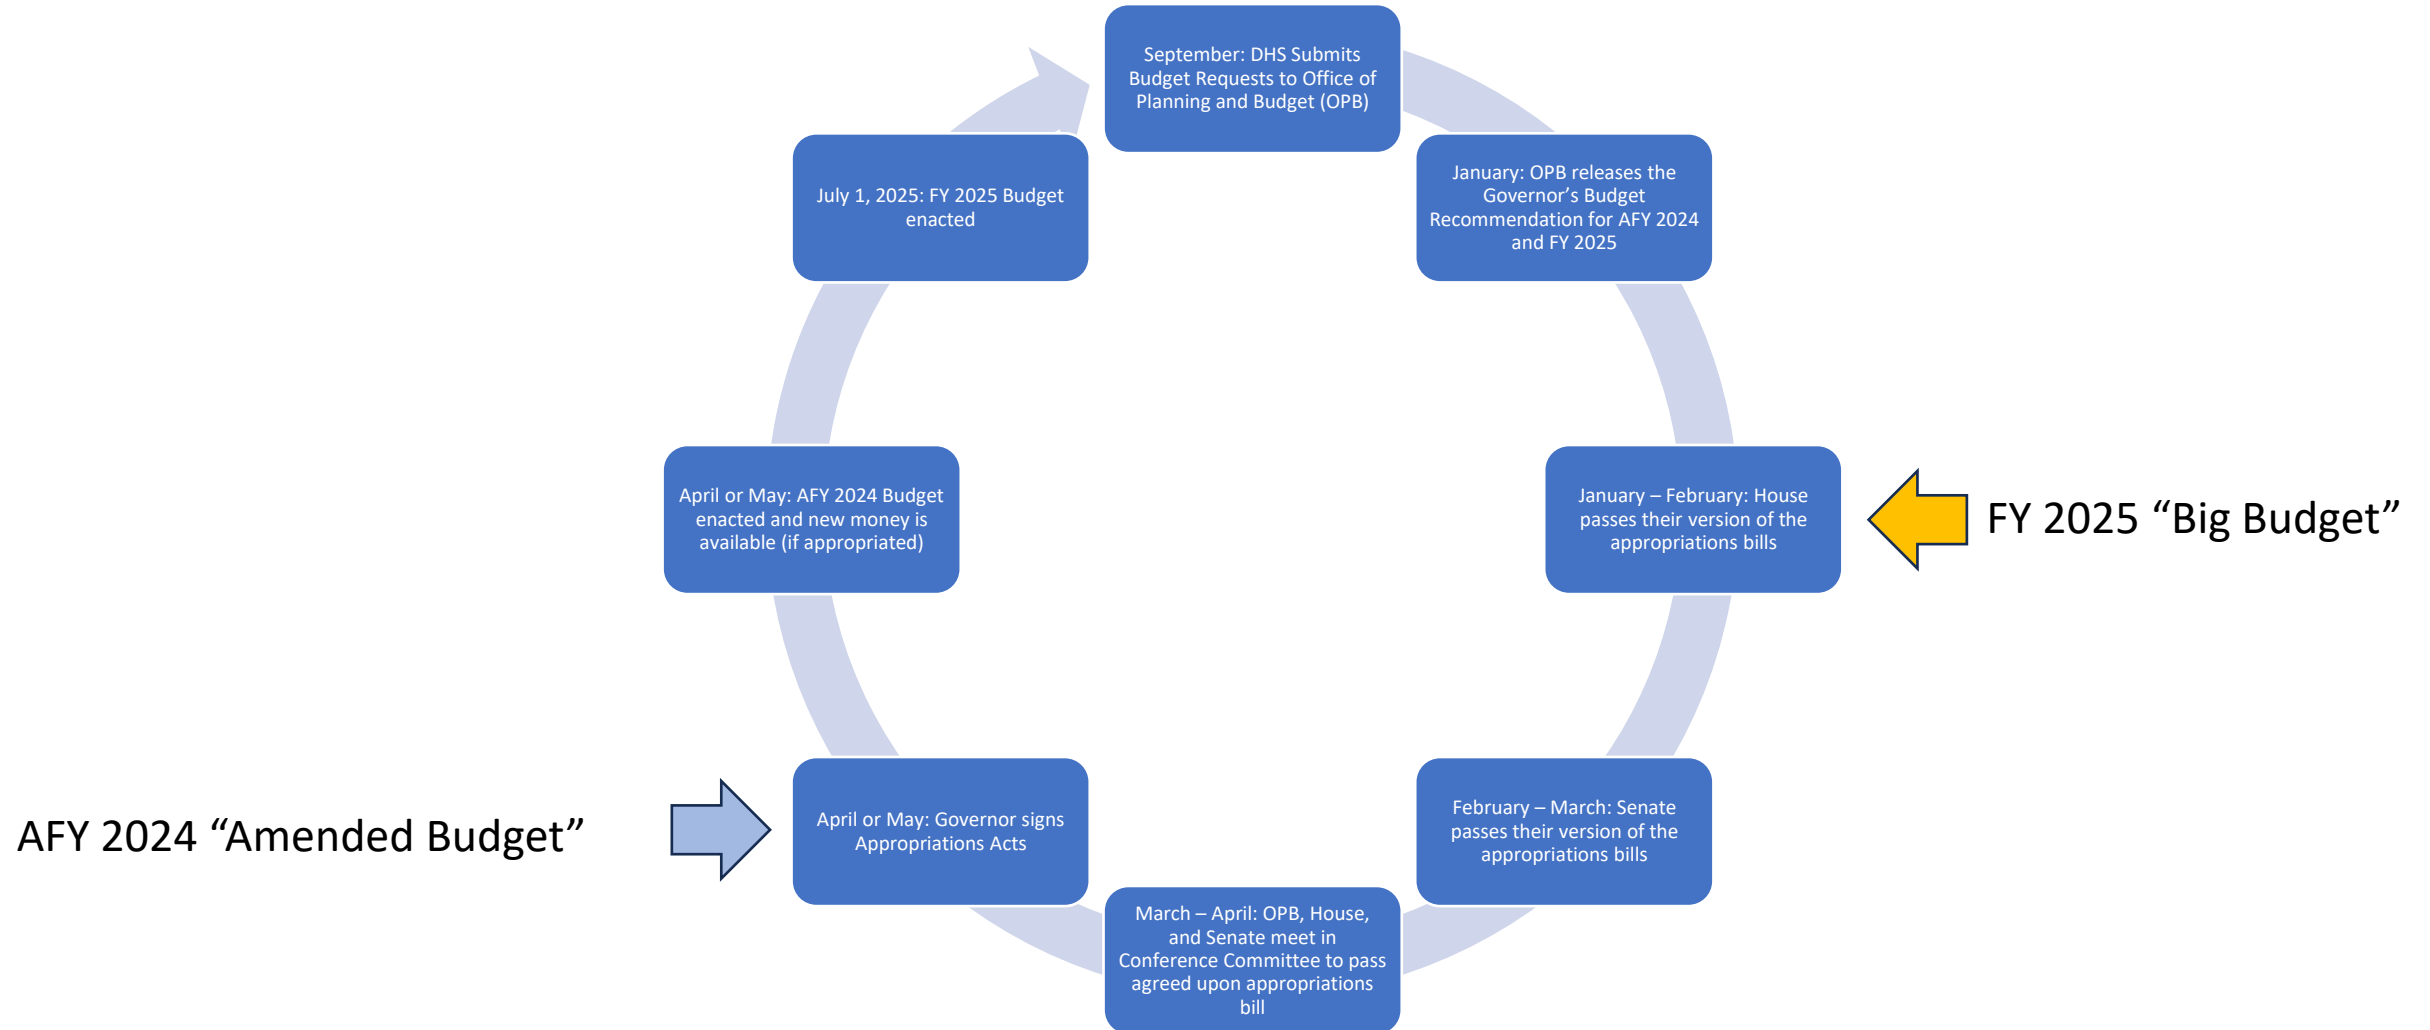 September: DHS Submits
Budget Requests to Office of
Planning and Budget (OPB)
January: OPB releases the
Governor’s Budget
Recommendation for AFY 2024
and FY 2025
January – February: House
passes their version of the
appropriations bills
FY 2025 “Big Budget”
February – March: Senate
passes their version of the
appropriations bills
March – April: OPB, House,
and Senate meet in
Conference Committee to pass
agreed upon appropriations
bill
April or May: Governor signs
Appropriations Acts
AFY 2024 “Amended Budget”
April or May: AFY 2024 Budget
enacted and new money is
available (if appropriated)
July 1, 2025: FY 2025 Budget
enacted